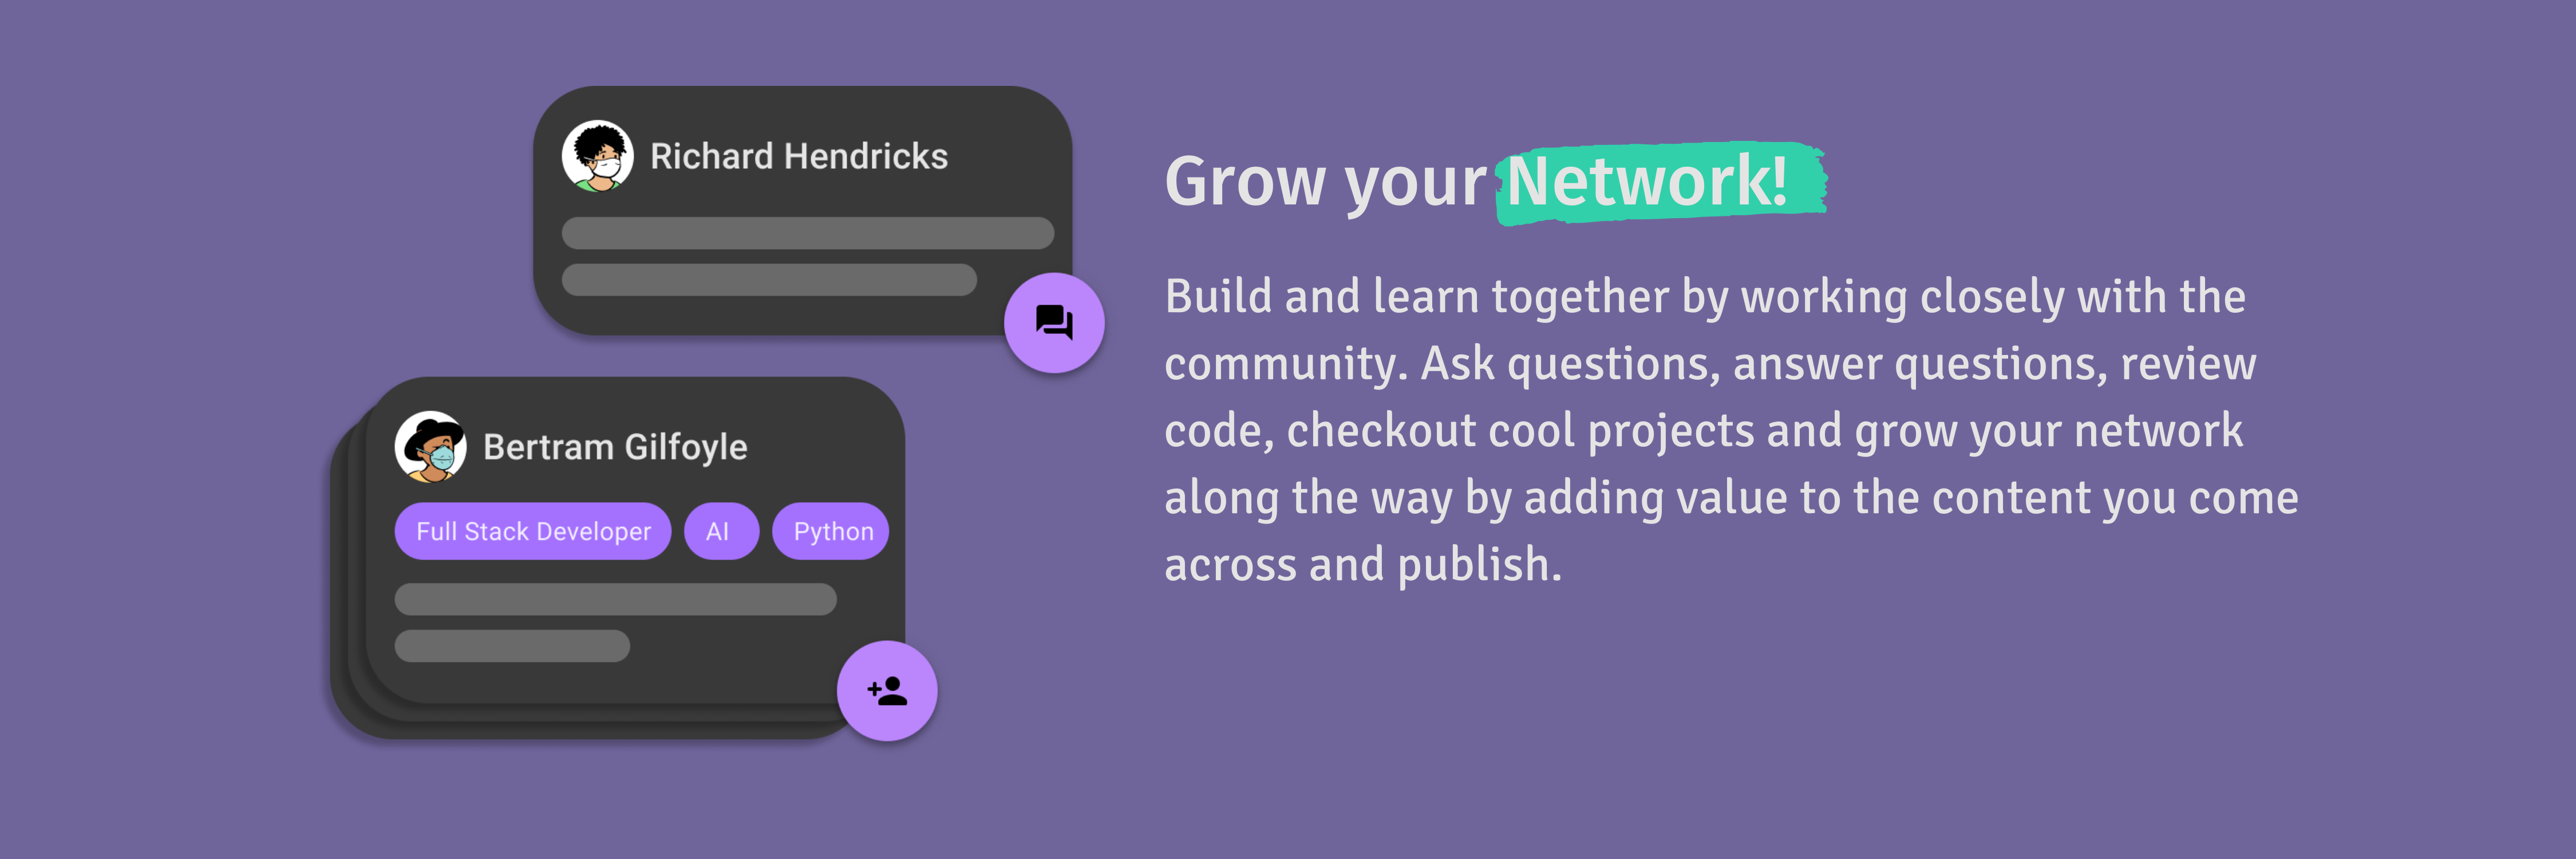 Richard Hendricks
Bertram Gilfoyle
Full Stack Developer AI Python
Grow your Network!
Build and learn together by working closely with the
community. Ask questions, answer questions, review
code, checkout cool projects and grow your network
along the way by adding value to the content you come
across and publish.